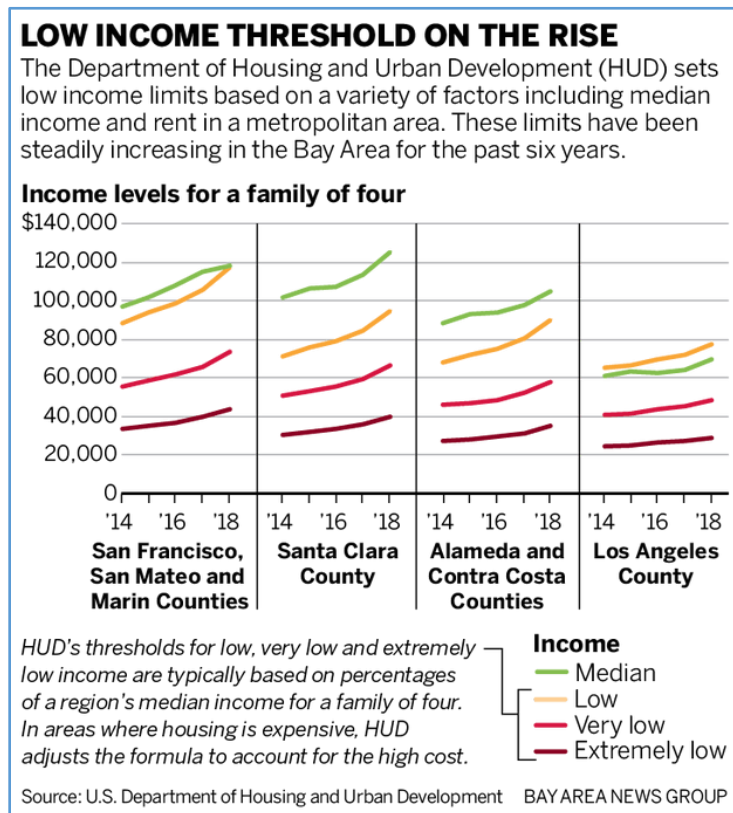 LOW INCOME THRESHOLD ON THE RISE
The Department of Housing and Urban Development (HUD) sets
low income limits based on a variety of factors including median
income and rent in a metropolitan area. These limits have been
steadily increasing in the Bay Area for the past six years.
Income levels for a family of four
$140,000
120,000
100,000
80,000
60,000
40,000
20,000
0
'14 '16 '18 '14 '16 '18 '14 '16 '18 '14 '16 '18
San Francisco,
San Mateo and
Marin Counties
Santa Clara
County
Alameda and
Contra Costa
Counties
Los Angeles
County
HUD's thresholds for low, very low and extremely
low income are typically based on percentages
of a region's median income for a family of four.
In areas where housing is expensive, HUD
adjusts the formula to account for the high cost.
Income
Median
Low
Very low
Extremely low
Source: U.S. Department of Housing and Urban Development BAY AREA NEWS GROUP